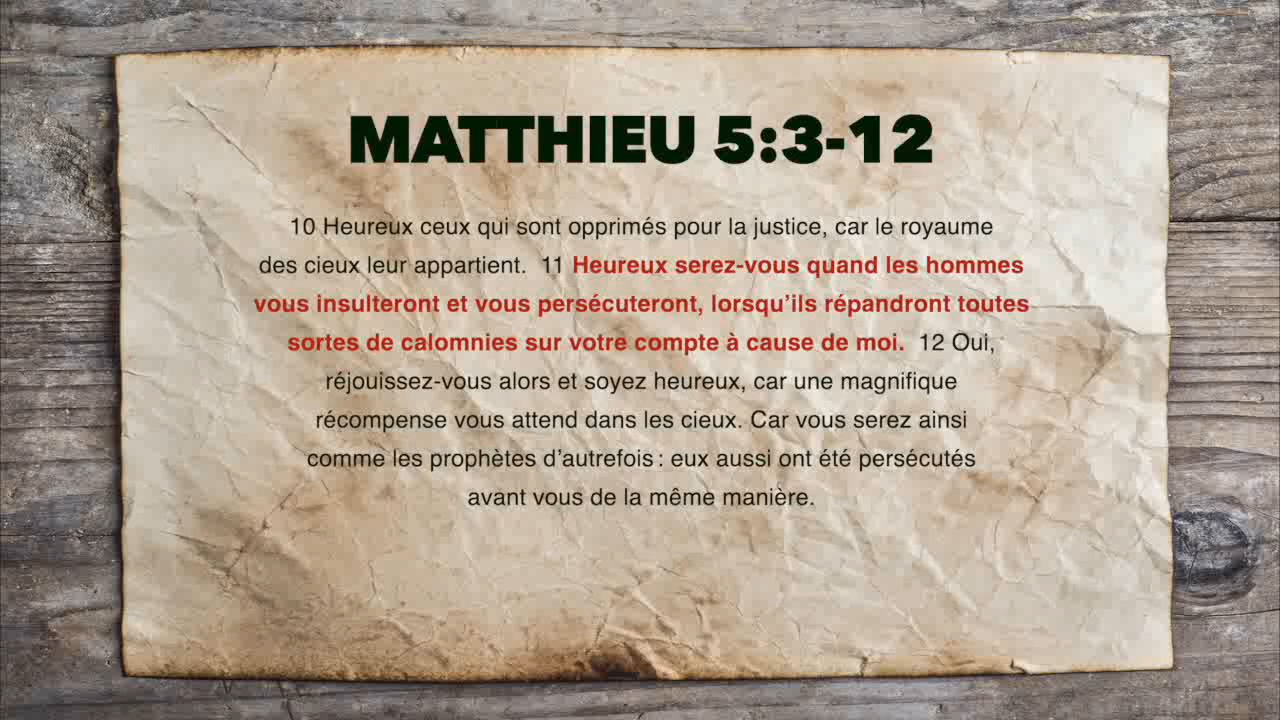 MATTHIEU 5:3-12
10 Heureux ceux qui sont opprimés pour la justice, car le royaume
des cieux leur appartient.  11 Heureux serez-vous quand les hommes
vous insulteront et vous persécuteront, lorsqu’ils répandront toutes
sortes de calomnies sur votre compte à cause de moi.  12 Oui,
réjouissez-vous alors et soyez heureux, car une magnifique
récompense vous attend dans les cieux. Car vous serez ainsi
comme les prophètes d’autrefois : eux aussi ont été persécutés
avant vous de la même manière.